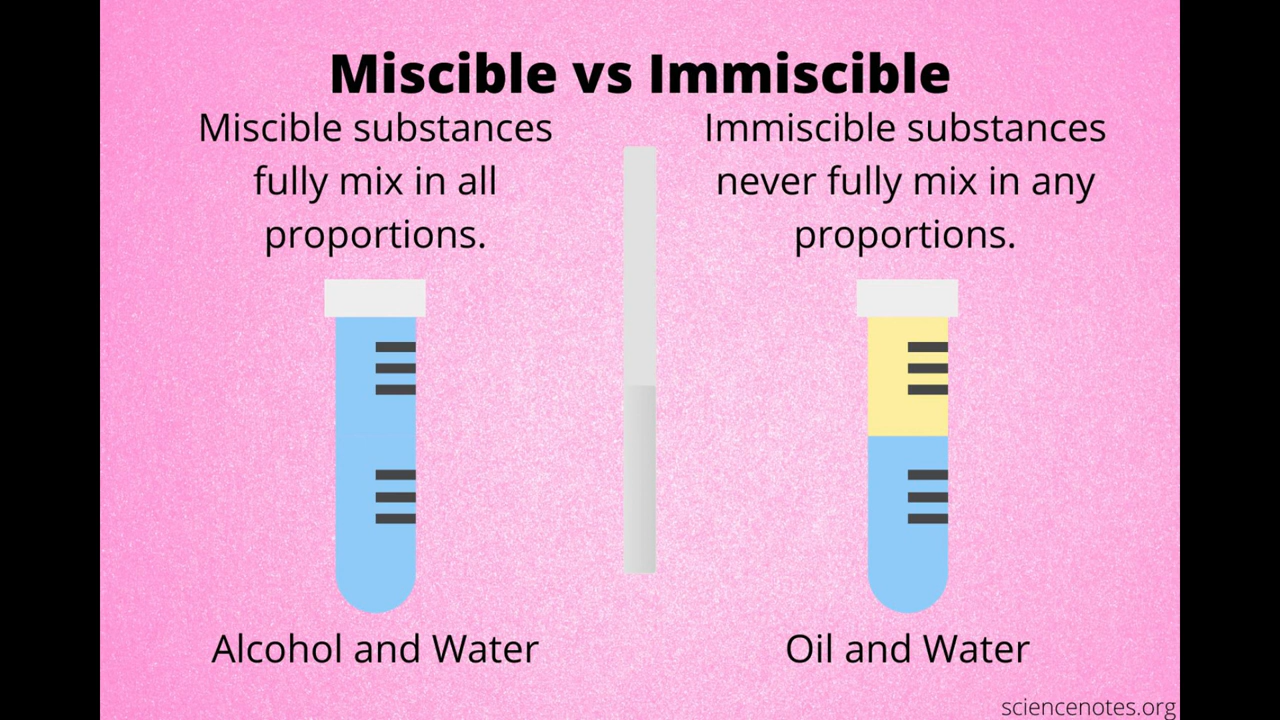 Miscible vs Immiscible
Miscible substances
fully mix in all
proportions.
Immiscible substances
never fully mix in any
proportions.
Alcohol and Water
Oil and Water
sciencenotes.org